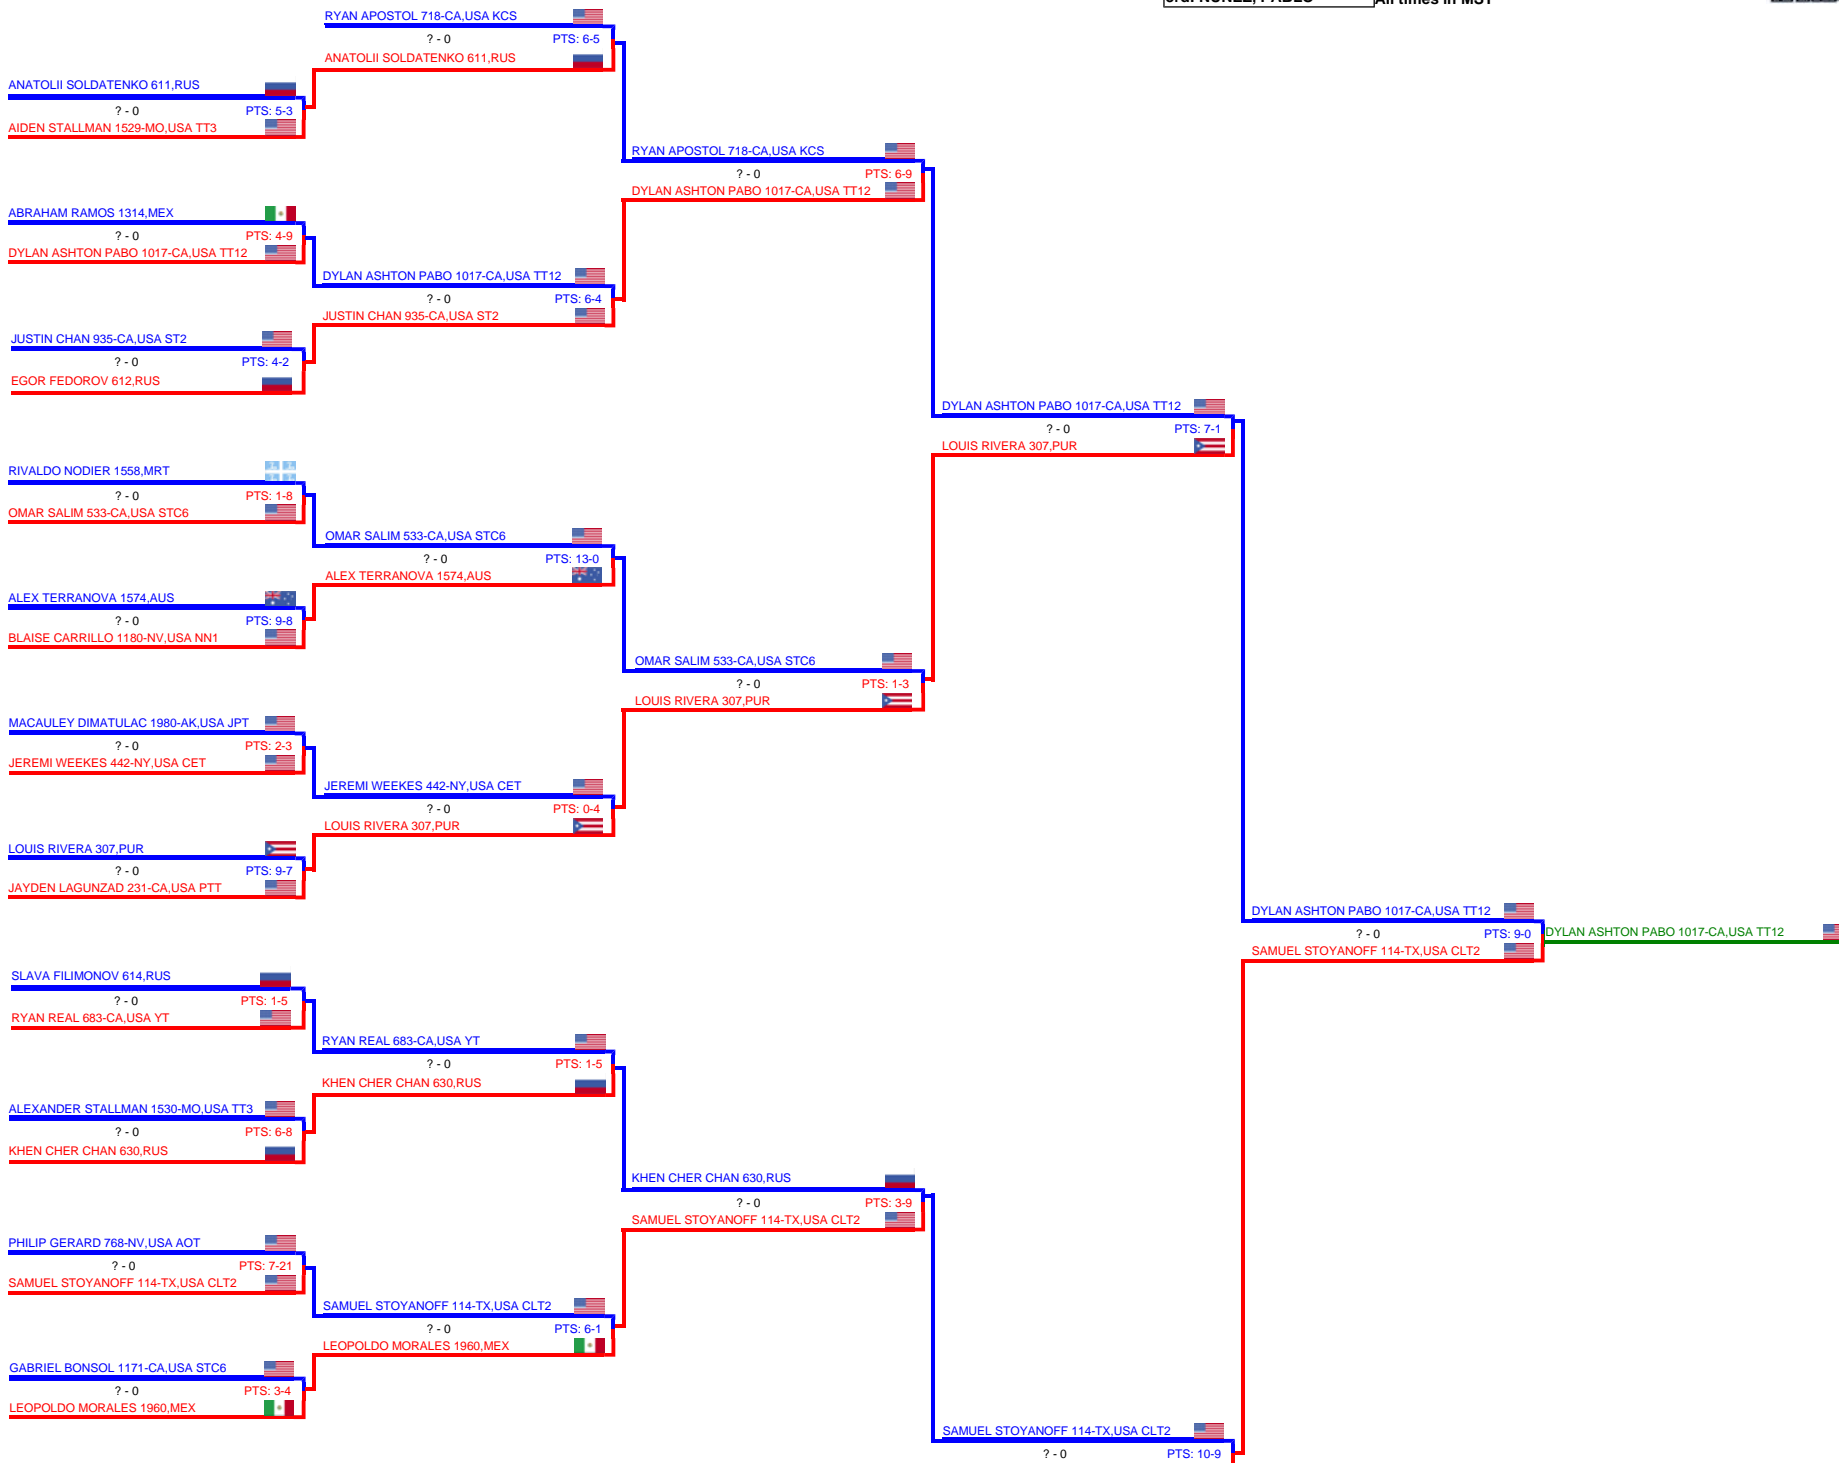 All times in MST
RYAN APOSTOL 718-CA,USA KCS
? - 0 PTS: 6-5
ANATOLII SOLDATENKO 611,RUS
ANATOLII SOLDATENKO 611,RUS
? - 0 PTS: 5-3
AIDEN STALLMAN 1529-MO,USA TT3
RYAN APOSTOL 718-CA,USA KCS
? - 0 PTS: 6-9
DYLAN ASHTON PABO 1017-CA,USA TT12
ABRAHAM RAMOS 1314,MEX
? - 0 PTS: 4-9
DYLAN ASHTON PABO 1017-CA,USA TT12
DYLAN ASHTON PABO 1017-CA,USA TT12
? - 0 PTS: 6-4
JUSTIN CHAN 935-CA,USA ST2
JUSTIN CHAN 935-CA,USA ST2
? - 0 PTS: 4-2
EGOR FEDOROV 612,RUS
DYLAN ASHTON PABO 1017-CA,USA TT12
? - 0 PTS: 7-1
LOUIS RIVERA 307,PUR
RIVALDO NODIER 1558,MRT
? - 0 PTS: 1-8
OMAR SALIM 533-CA,USA STC6
OMAR SALIM 533-CA,USA STC6
? - 0 PTS: 13-0
ALEX TERRANOVA 1574,AUS
ALEX TERRANOVA 1574,AUS
? - 0 PTS: 9-8
BLAISE CARRILLO 1180-NV,USA NN1
OMAR SALIM 533-CA,USA STC6
? - 0 PTS: 1-3
LOUIS RIVERA 307,PUR
MACAULEY DIMATULAC 1980-AK,USA JPT
? - 0 PTS: 2-3
JEREMI WEEKES 442-NY,USA CET
JEREMI WEEKES 442-NY,USA CET
? - 0 PTS: 0-4
LOUIS RIVERA 307,PUR
LOUIS RIVERA 307,PUR
? - 0 PTS: 9-7
JAYDEN LAGUNZAD 231-CA,USA PTT
DYLAN ASHTON PABO 1017-CA,USA TT12
? - 0 PTS: 9-0
SAMUEL STOYANOFF 114-TX,USA CLT2
DYLAN ASHTON PABO 1017-CA,USA TT12
SLAVA FILIMONOV 614,RUS
? - 0 PTS: 1-5
RYAN REAL 683-CA,USA YT
RYAN REAL 683-CA,USA YT
? - 0 PTS: 1-5
KHEN CHER CHAN 630,RUS
ALEXANDER STALLMAN 1530-MO,USA TT3
? - 0 PTS: 6-8
KHEN CHER CHAN 630,RUS
KHEN CHER CHAN 630,RUS
? - 0 PTS: 3-9
SAMUEL STOYANOFF 114-TX,USA CLT2
PHILIP GERARD 768-NV,USA AOT
? - 0 PTS: 7-21
SAMUEL STOYANOFF 114-TX,USA CLT2
SAMUEL STOYANOFF 114-TX,USA CLT2
? - 0 PTS: 6-1
LEOPOLDO MORALES 1960,MEX
GABRIEL BONSOL 1171-CA,USA STC6
? - 0 PTS: 3-4
LEOPOLDO MORALES 1960,MEX
SAMUEL STOYANOFF 114-TX,USA CLT2
? - 0 PTS: 10-9